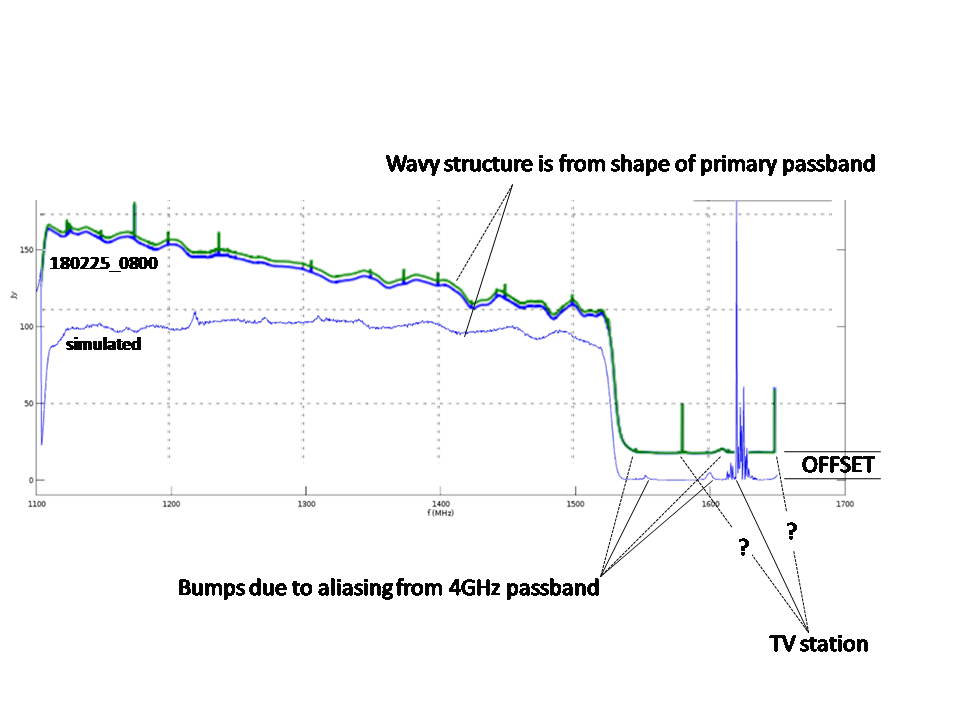 Wavy structure is from shape of primary passband
150
180225_0800
Jy
100
simulated
50
OFFSET
0
1100 1200 1300 1400 1500 1600 1700
f (MHz)
?
?
Bumps due to aliasing from 4GHz passband
TV station